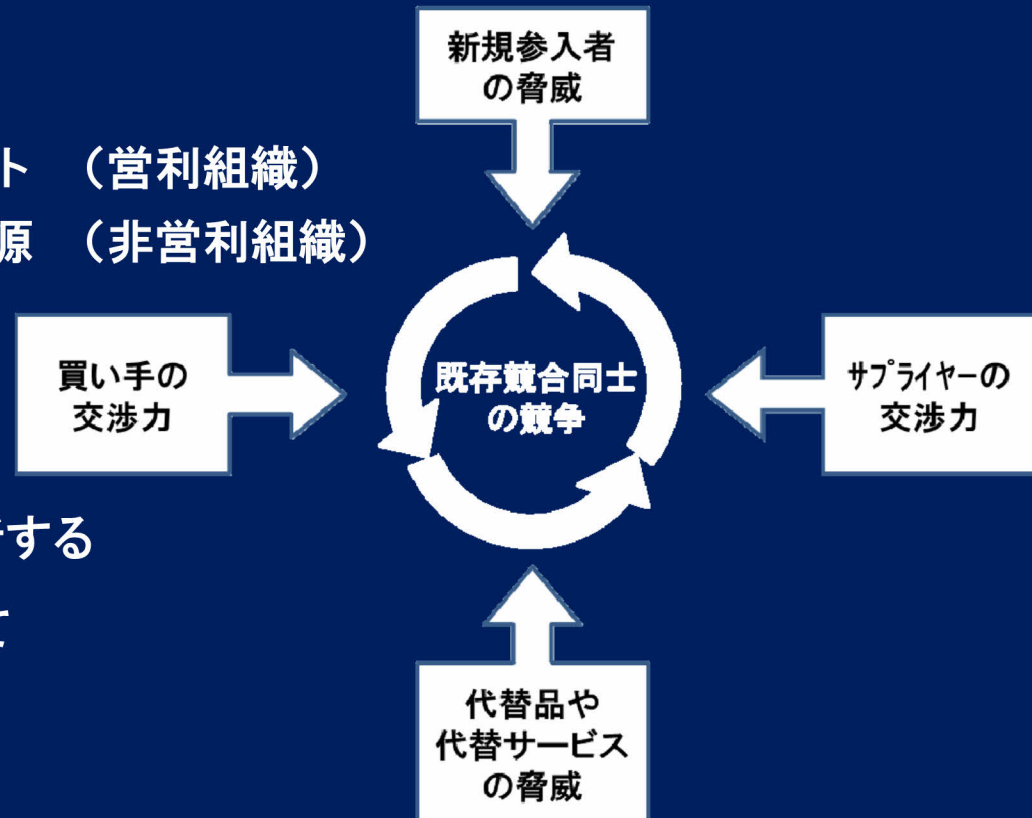 新規参入者
の脅威
ト （営利組織）
源 （非営利組織）
買い手の
交渉力
既存競合同士
の競争
サプライヤーの
交渉力
する
て
代替品や
代替サービス
の脅威